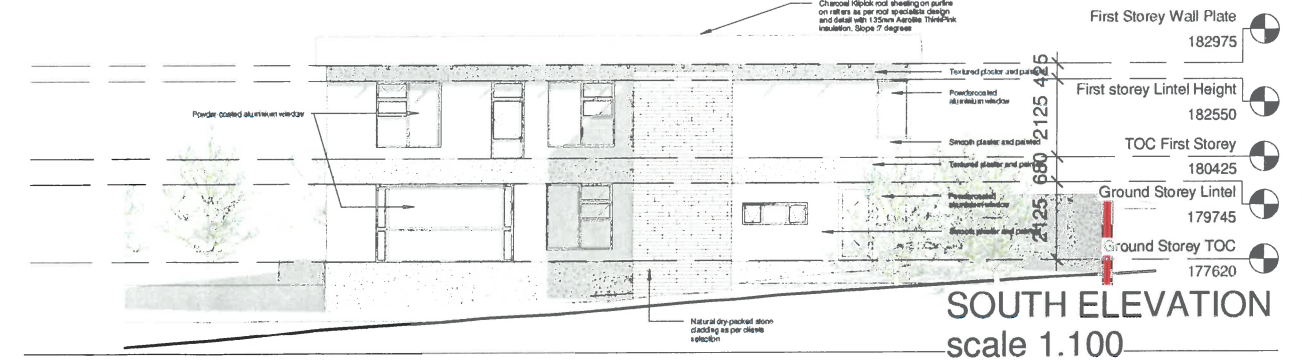 Charcoal Kliplok roof sheeting on purlins
on rafters as per roof specialists design
and detail with 135mm Aerolite ThinkPink
insulation. Slope :7 degrees
First Storey Wall Plate
182975
425
Textured plaster and painted
First storey Lintel Height
182550
Powdercoated
aluminium window
Powder coated aluminium window
2125
Smooth plaster and painted
TOC First Storey
180425
680
Textured plaster and painted
Ground Storey Lintel
179745
Powdercoated
aluminium window
2125
Smooth plaster and painted
Ground Storey TOC
177620
Natural dry-packed stone
cladding as per clients
selection
SOUTH ELEVATION
scale 1.100